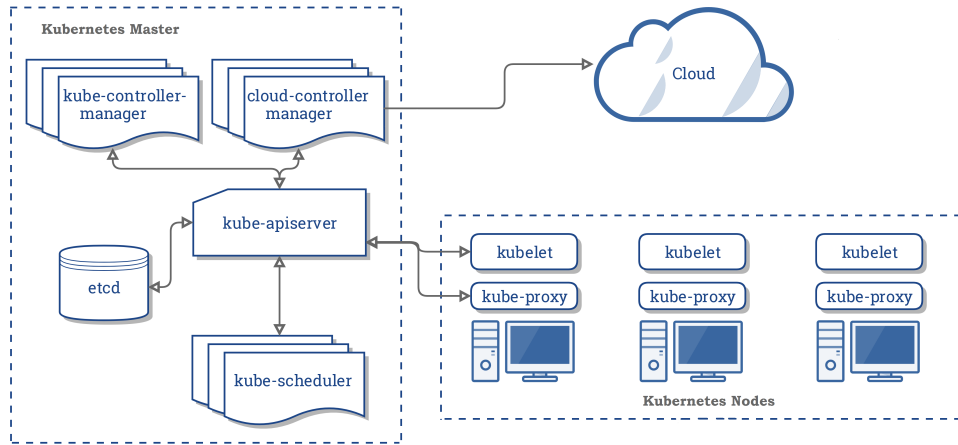 Kubernetes Master
kube-controller-
manager
cloud-controller
manager
Cloud
kube-apiserver
etcd
kube-scheduler
kubelet
kubelet
kubelet
kube-proxy
kube-proxy
kube-proxy
Kubernetes Nodes